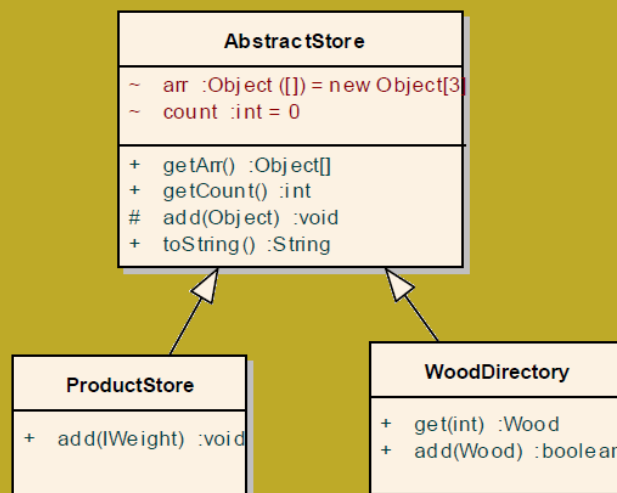 AbstractStore
~ arr :Object ([]) = new Object[3]
~ count :int = 0
+ getArr() :Object[]
+ getCount() :int
# add(Object) :void
+ toString() :String
ProductStore
+ add(IWeight) :void
WoodDirectory
+ get(int) :Wood
+ add(Wood) :boolean